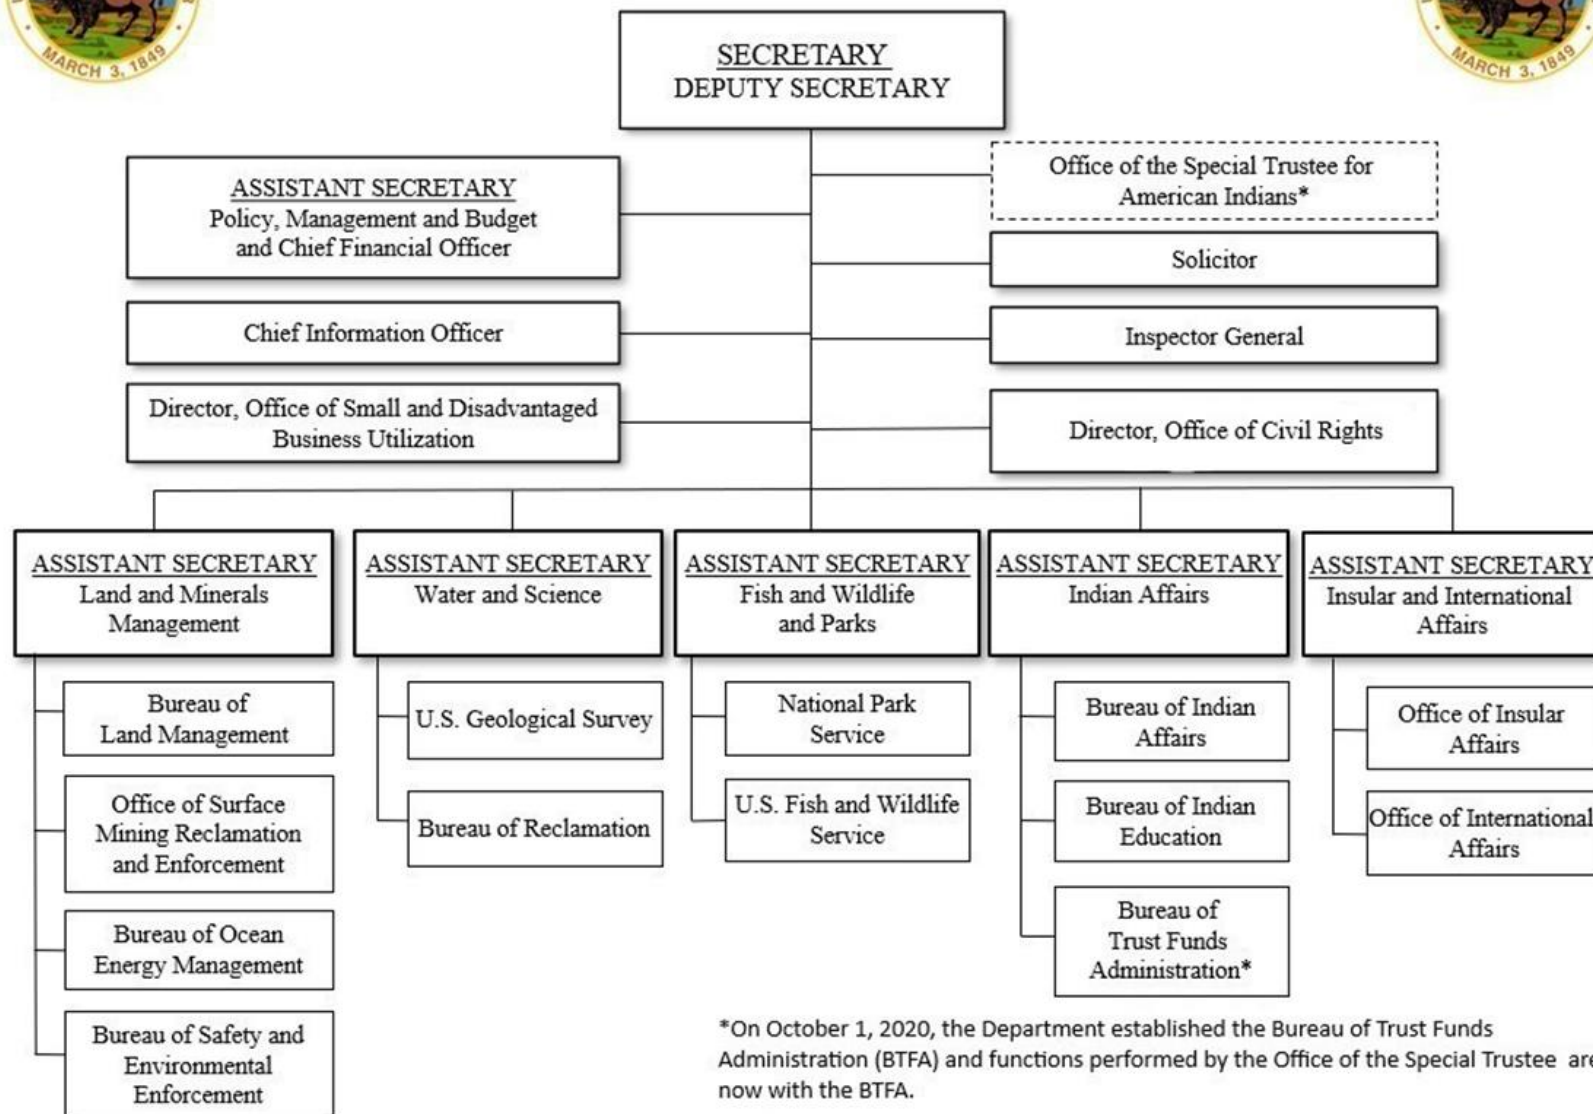 MARCH 3, 1849
MARCH 3, 1849
SECRETARY
DEPUTY SECRETARY
ASSISTANT SECRETARY
Policy, Management and Budget
and Chief Financial Officer
Office of the Special Trustee for
American Indians*
Solicitor
Chief Information Officer
Inspector General
Director, Office of Small and Disadvantaged
Business Utilization
Director, Office of Civil Rights
ASSISTANT SECRETARY
Land and Minerals
Management
ASSISTANT SECRETARY
Water and Science
ASSISTANT SECRETARY
Fish and Wildlife
and Parks
ASSISTANT SECRETARY
Indian Affairs
ASSISTANT SECRETARY
Insular and International
Affairs
Bureau of
Land Management
Office of Surface
Mining Reclamation
and Enforcement
Bureau of Ocean
Energy Management
Bureau of Safety and
Environmental
Enforcement
U.S. Geological Survey
Bureau of Reclamation
National Park
Service
U.S. Fish and Wildlife
Service
Bureau of Indian
Affairs
Bureau of Indian
Education
Bureau of
Trust Funds
Administration*
Office of Insular
Affairs
Office of International
Affairs
*On October 1, 2020, the Department established the Bureau of Trust Funds
Administration (BTFA) and functions performed by the Office of the Special Trustee are
now with the BTFA.